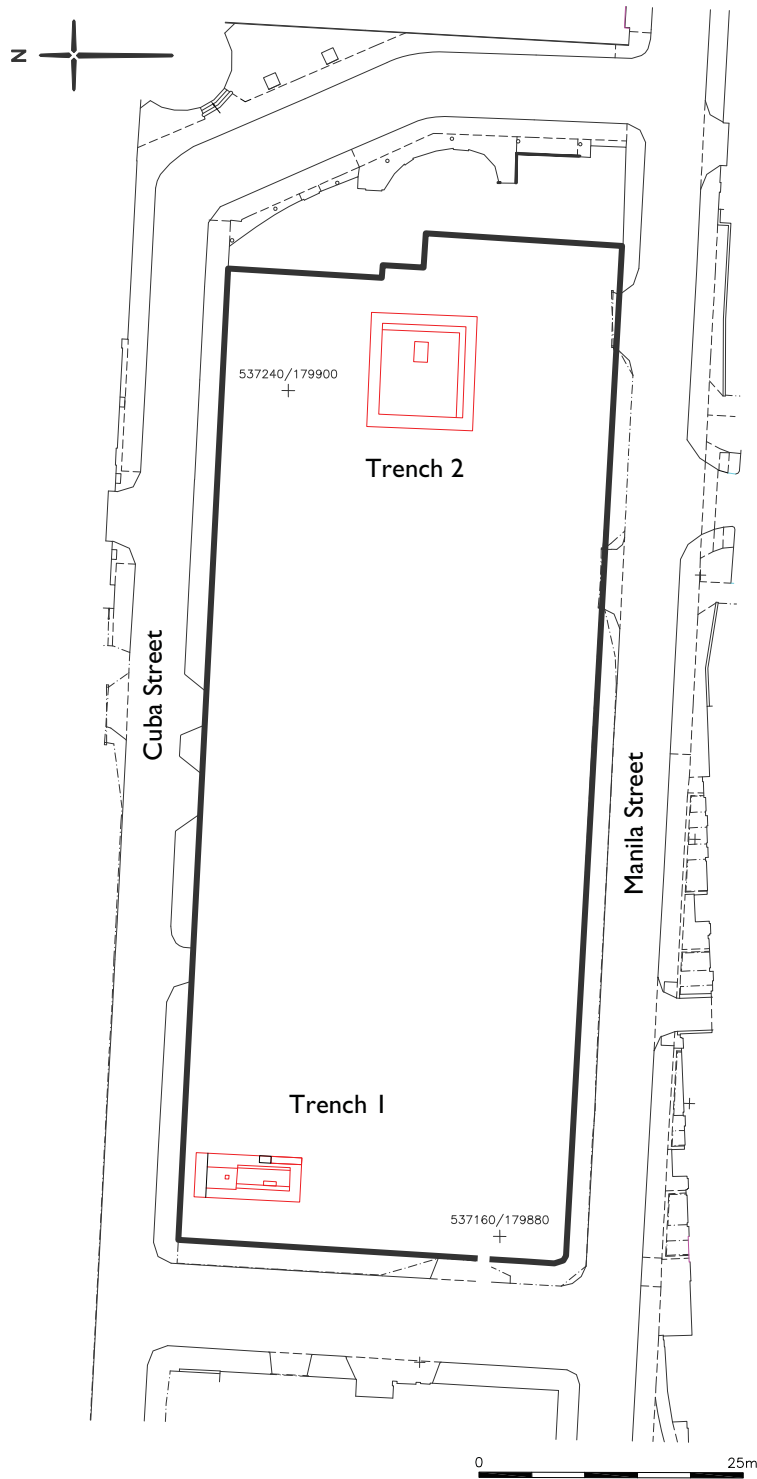 N
537240/179900
Trench 2
Cuba Street
Manila Street
Trench 1
537160/179880
0 25m